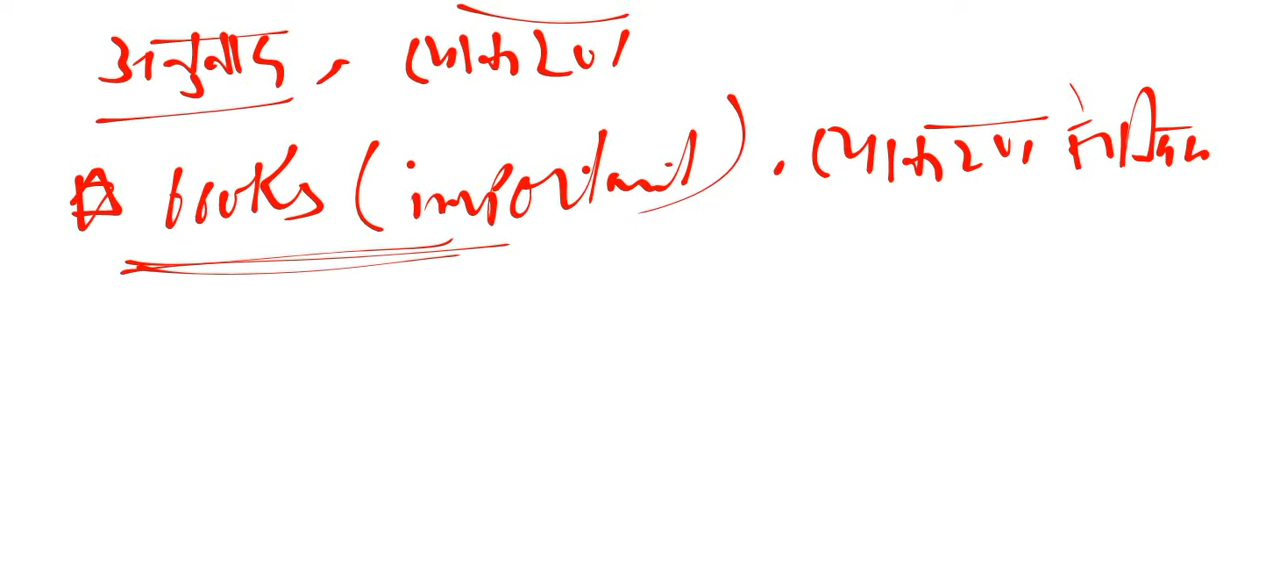 अनुवाद, व्याकरण
☆ books (important). व्याकरण